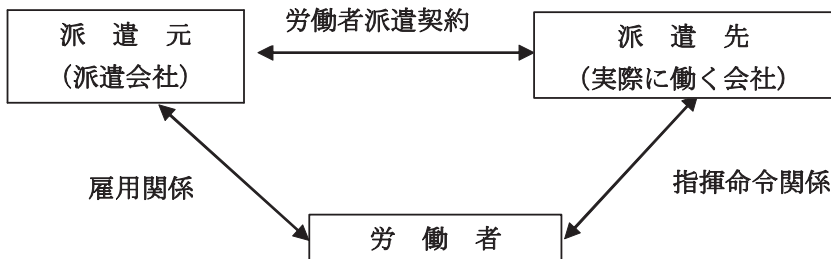 労働者派遣契約
派 遣 元
(派遣会社)
派 遣 先
(実際に働く会社)
雇用関係
指揮命令関係
労 働 者